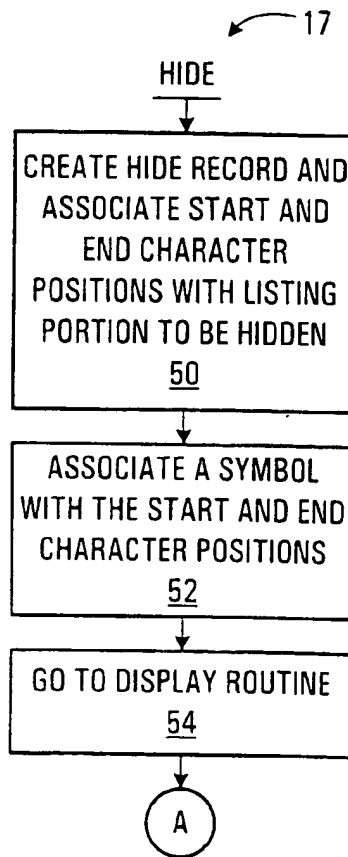 17
HIDE
CREATE HIDE RECORD AND
ASSOCIATE START AND
END CHARACTER
POSITIONS WITH LISTING
PORTION TO BE HIDDEN
50
ASSOCIATE A SYMBOL
WITH THE START AND END
CHARACTER POSITIONS
52
GO TO DISPLAY ROUTINE
54
A